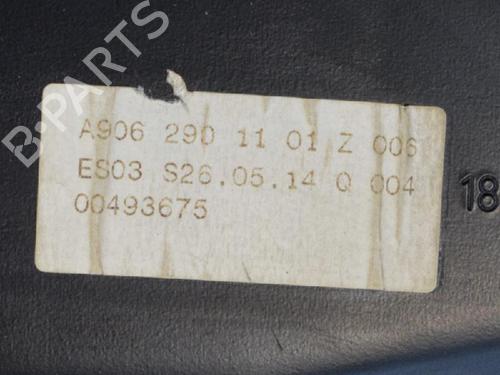 B-PARTS
A906 290 11 01 Z 006
ES03 S26.05.14 Q 004
00493675
18